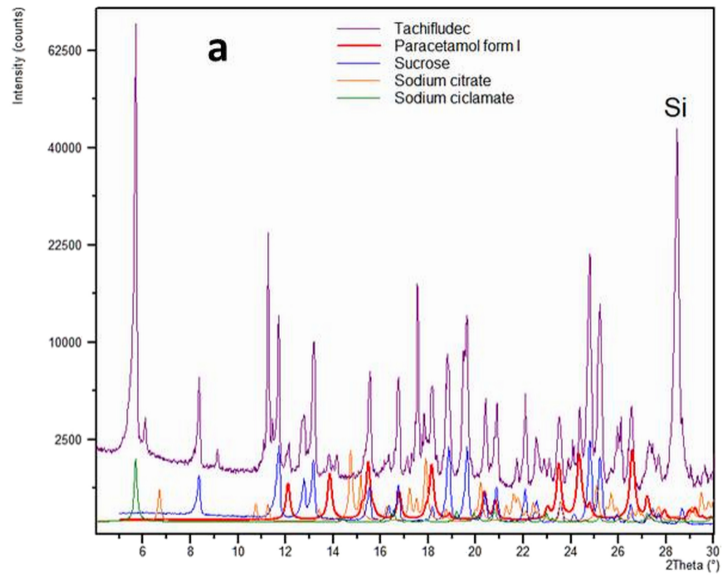 Intensity (counts)
a
Tachifludec
Paracetamol form I
Sucrose
Sodium citrate
Sodium ciclamate
Si
62500
40000
22500
10000
2500
6 8 10 12 14 16 18 20 22 24 26 28 30
2Theta (°)